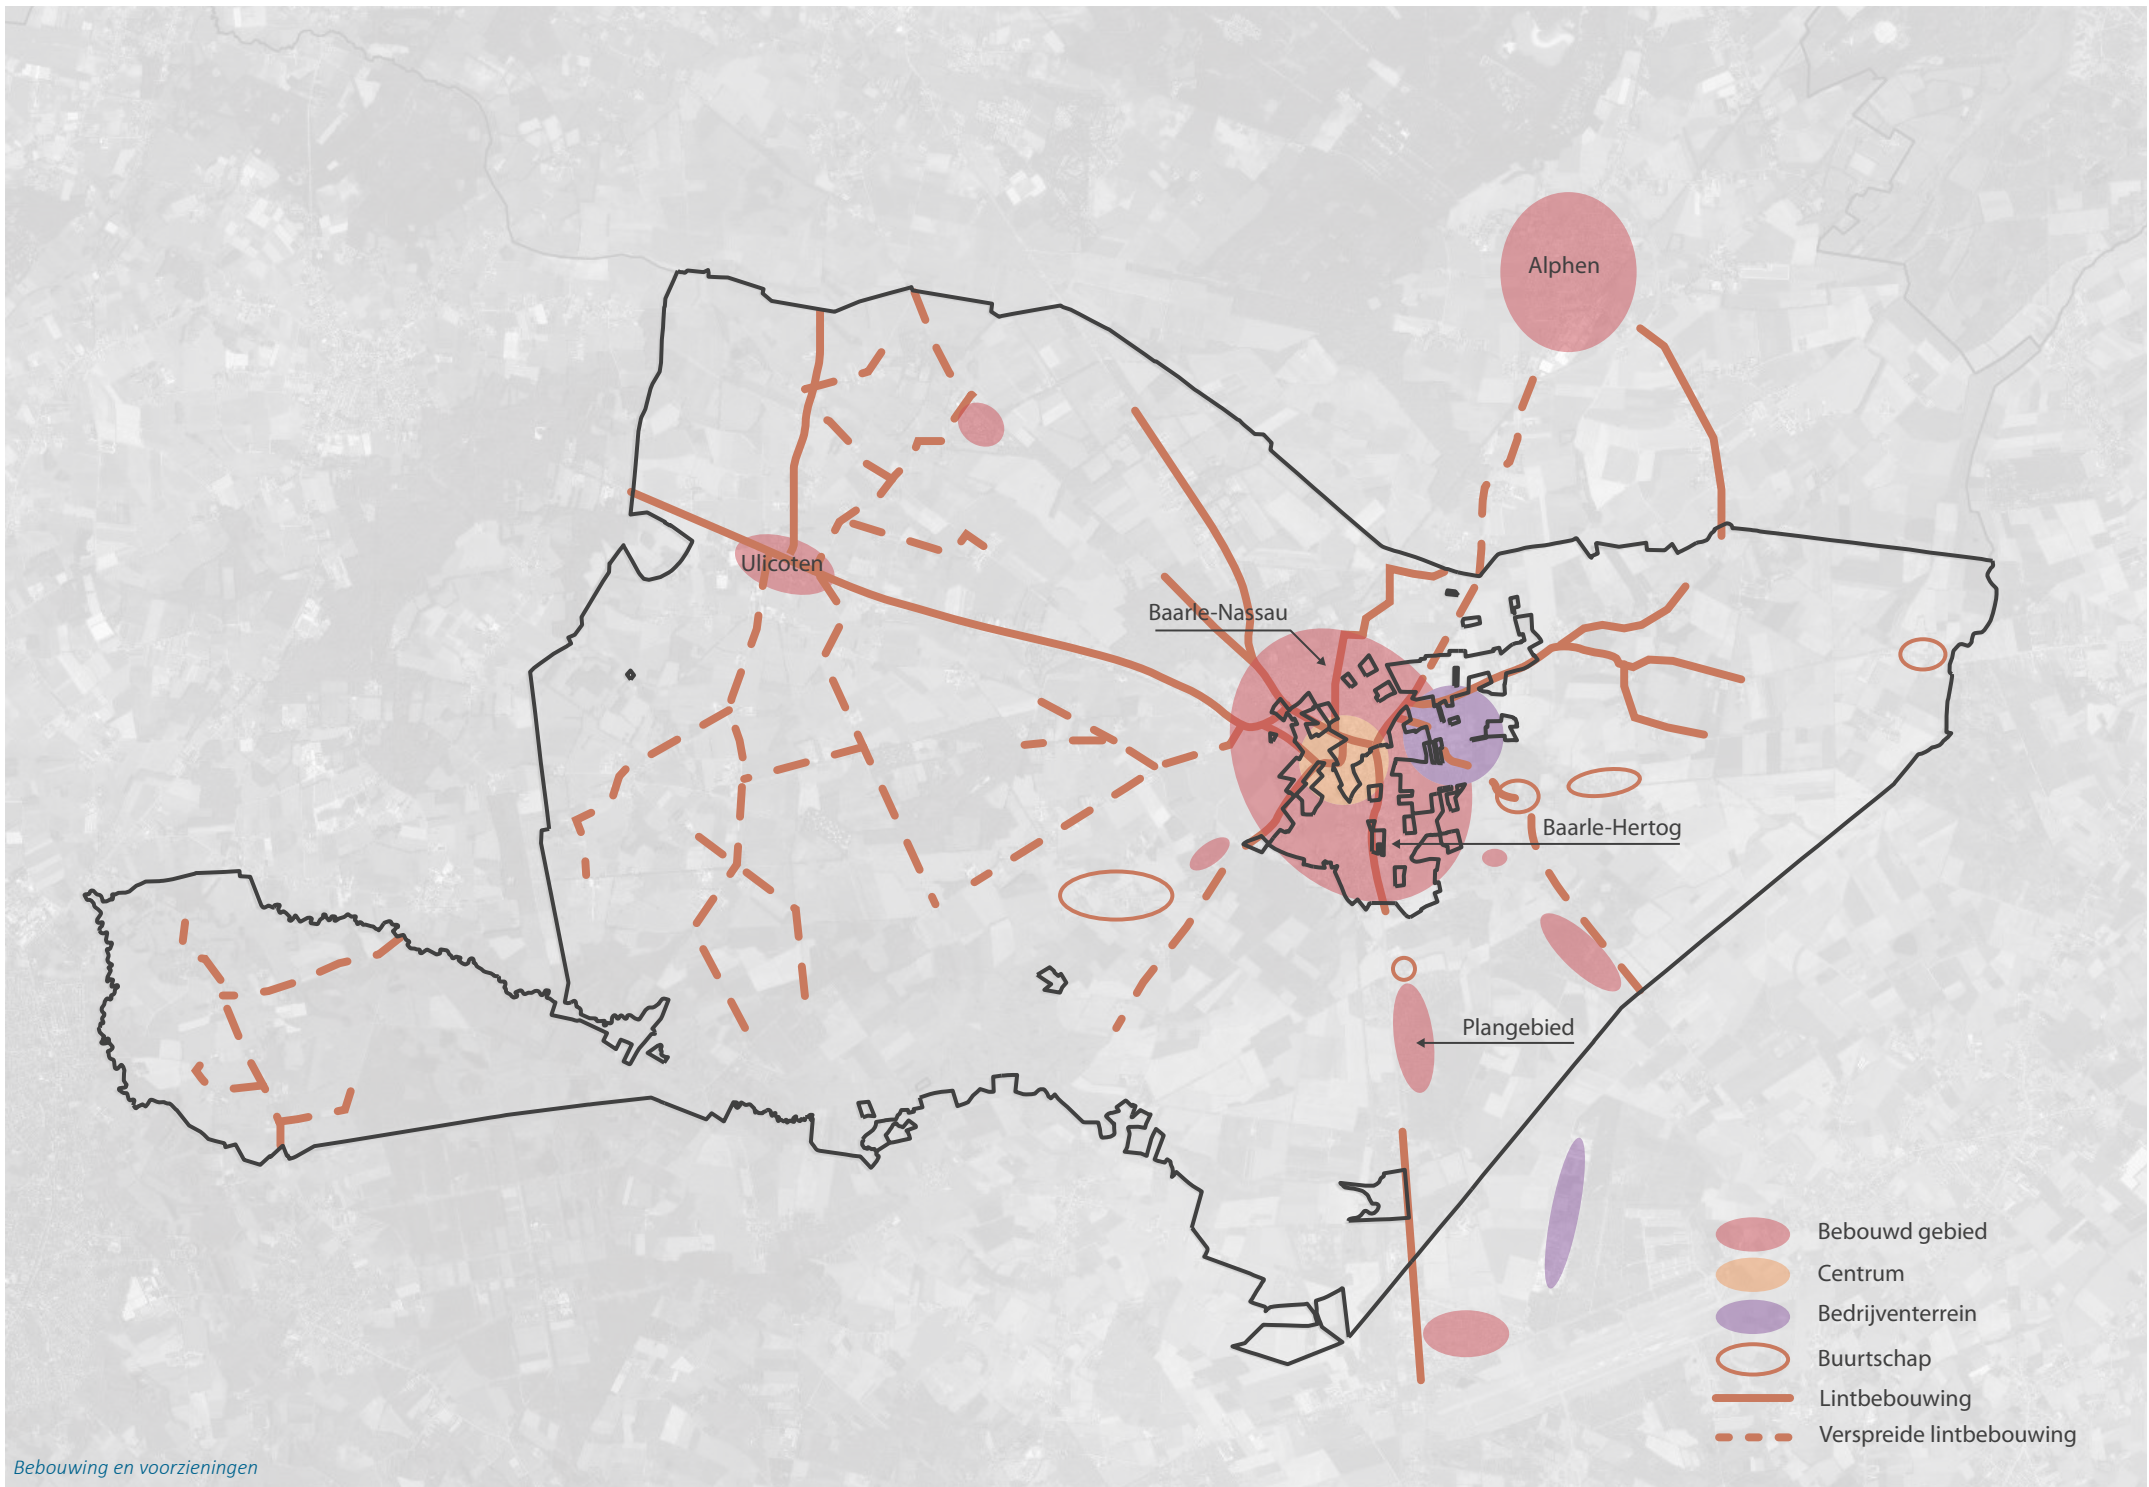 Alphen
Ulicoten
Baarle-Nassau
Baarle-Hertog
Plangebied
Bebouwd gebied
Centrum
Bedrijventerrein
Buurtschap
Lintbebouwing
Verspreide lintbebouwing
Bebouwing en voorzieningen